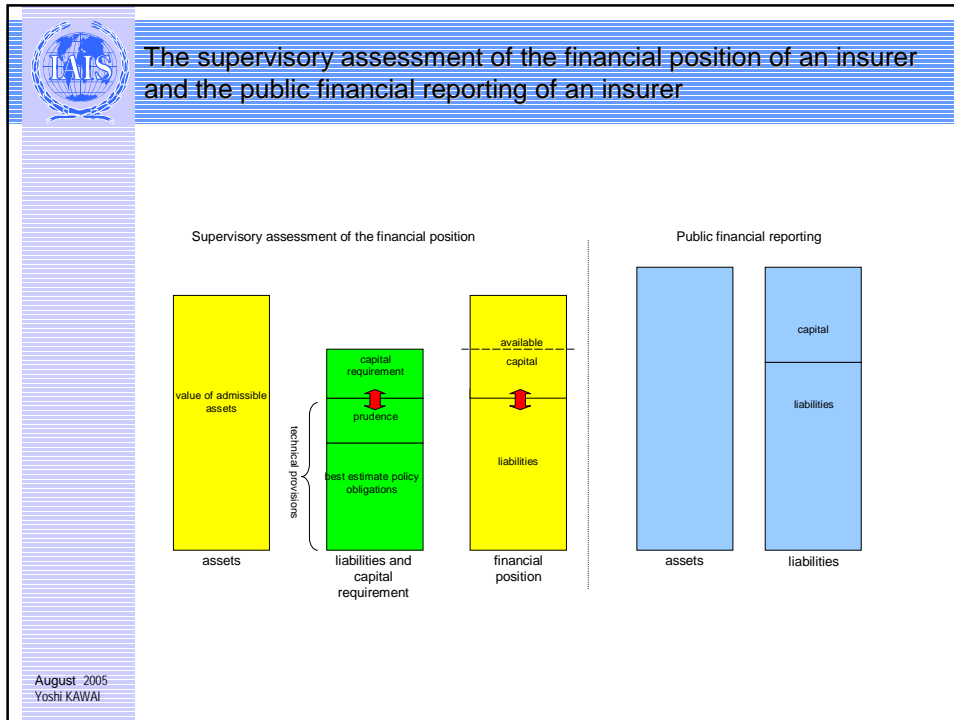 IAIS
The supervisory assessment of the financial position of an insurer
and the public financial reporting of an insurer
Supervisory assessment of the financial position
Public financial reporting
value of admissible
assets
assets
capital
requirement
prudence
best estimate policy
obligations
technical provisions
liabilities and
capital
requirement
available
capital
liabilities
financial
position
assets
capital
liabilities
liabilities
August 2005
Yoshi KAWAI